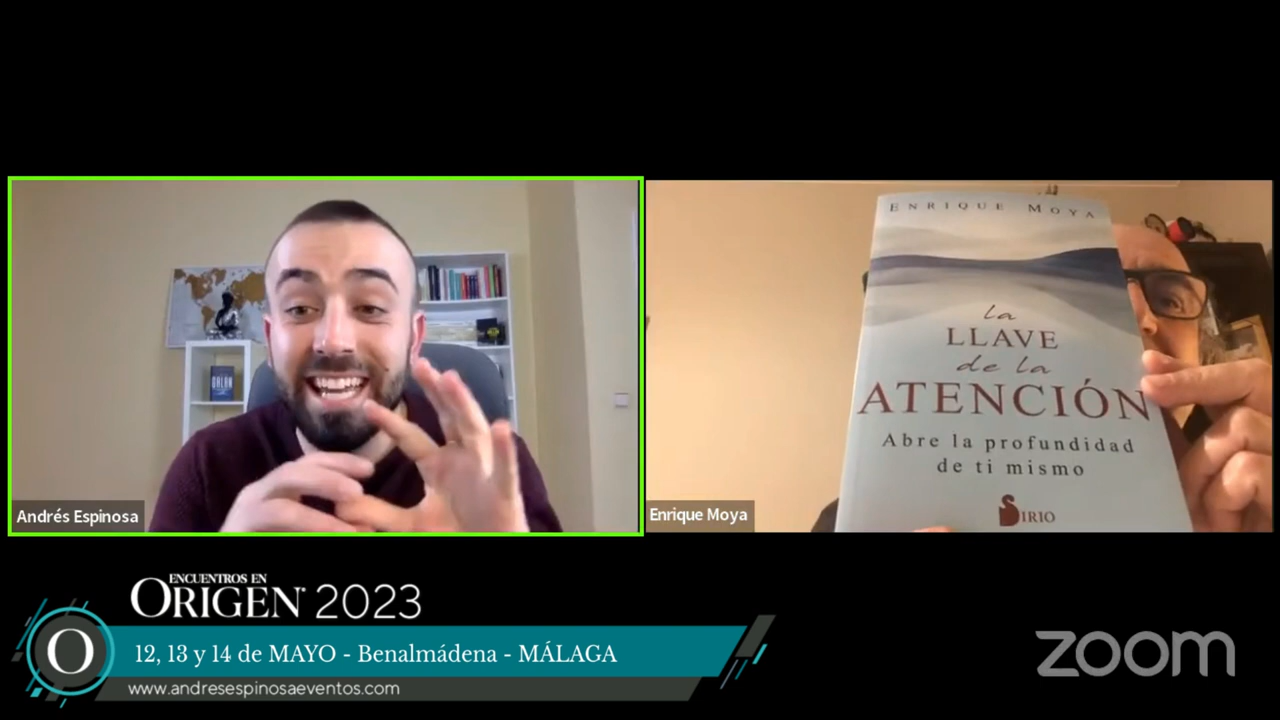 ENRIQUE MOYA
la
LLAVE
de la
ATENCIÓN
Abre la profundidad
de ti mismo
SIRIO
Andrés Espinosa
Enrique Moya
ENCUENTROS EN
ORIGEN® 2023
O
12, 13 y 14 de MAYO - Benalmádena - MÁLAGA
www.andresespinosaeventos.com
zoom